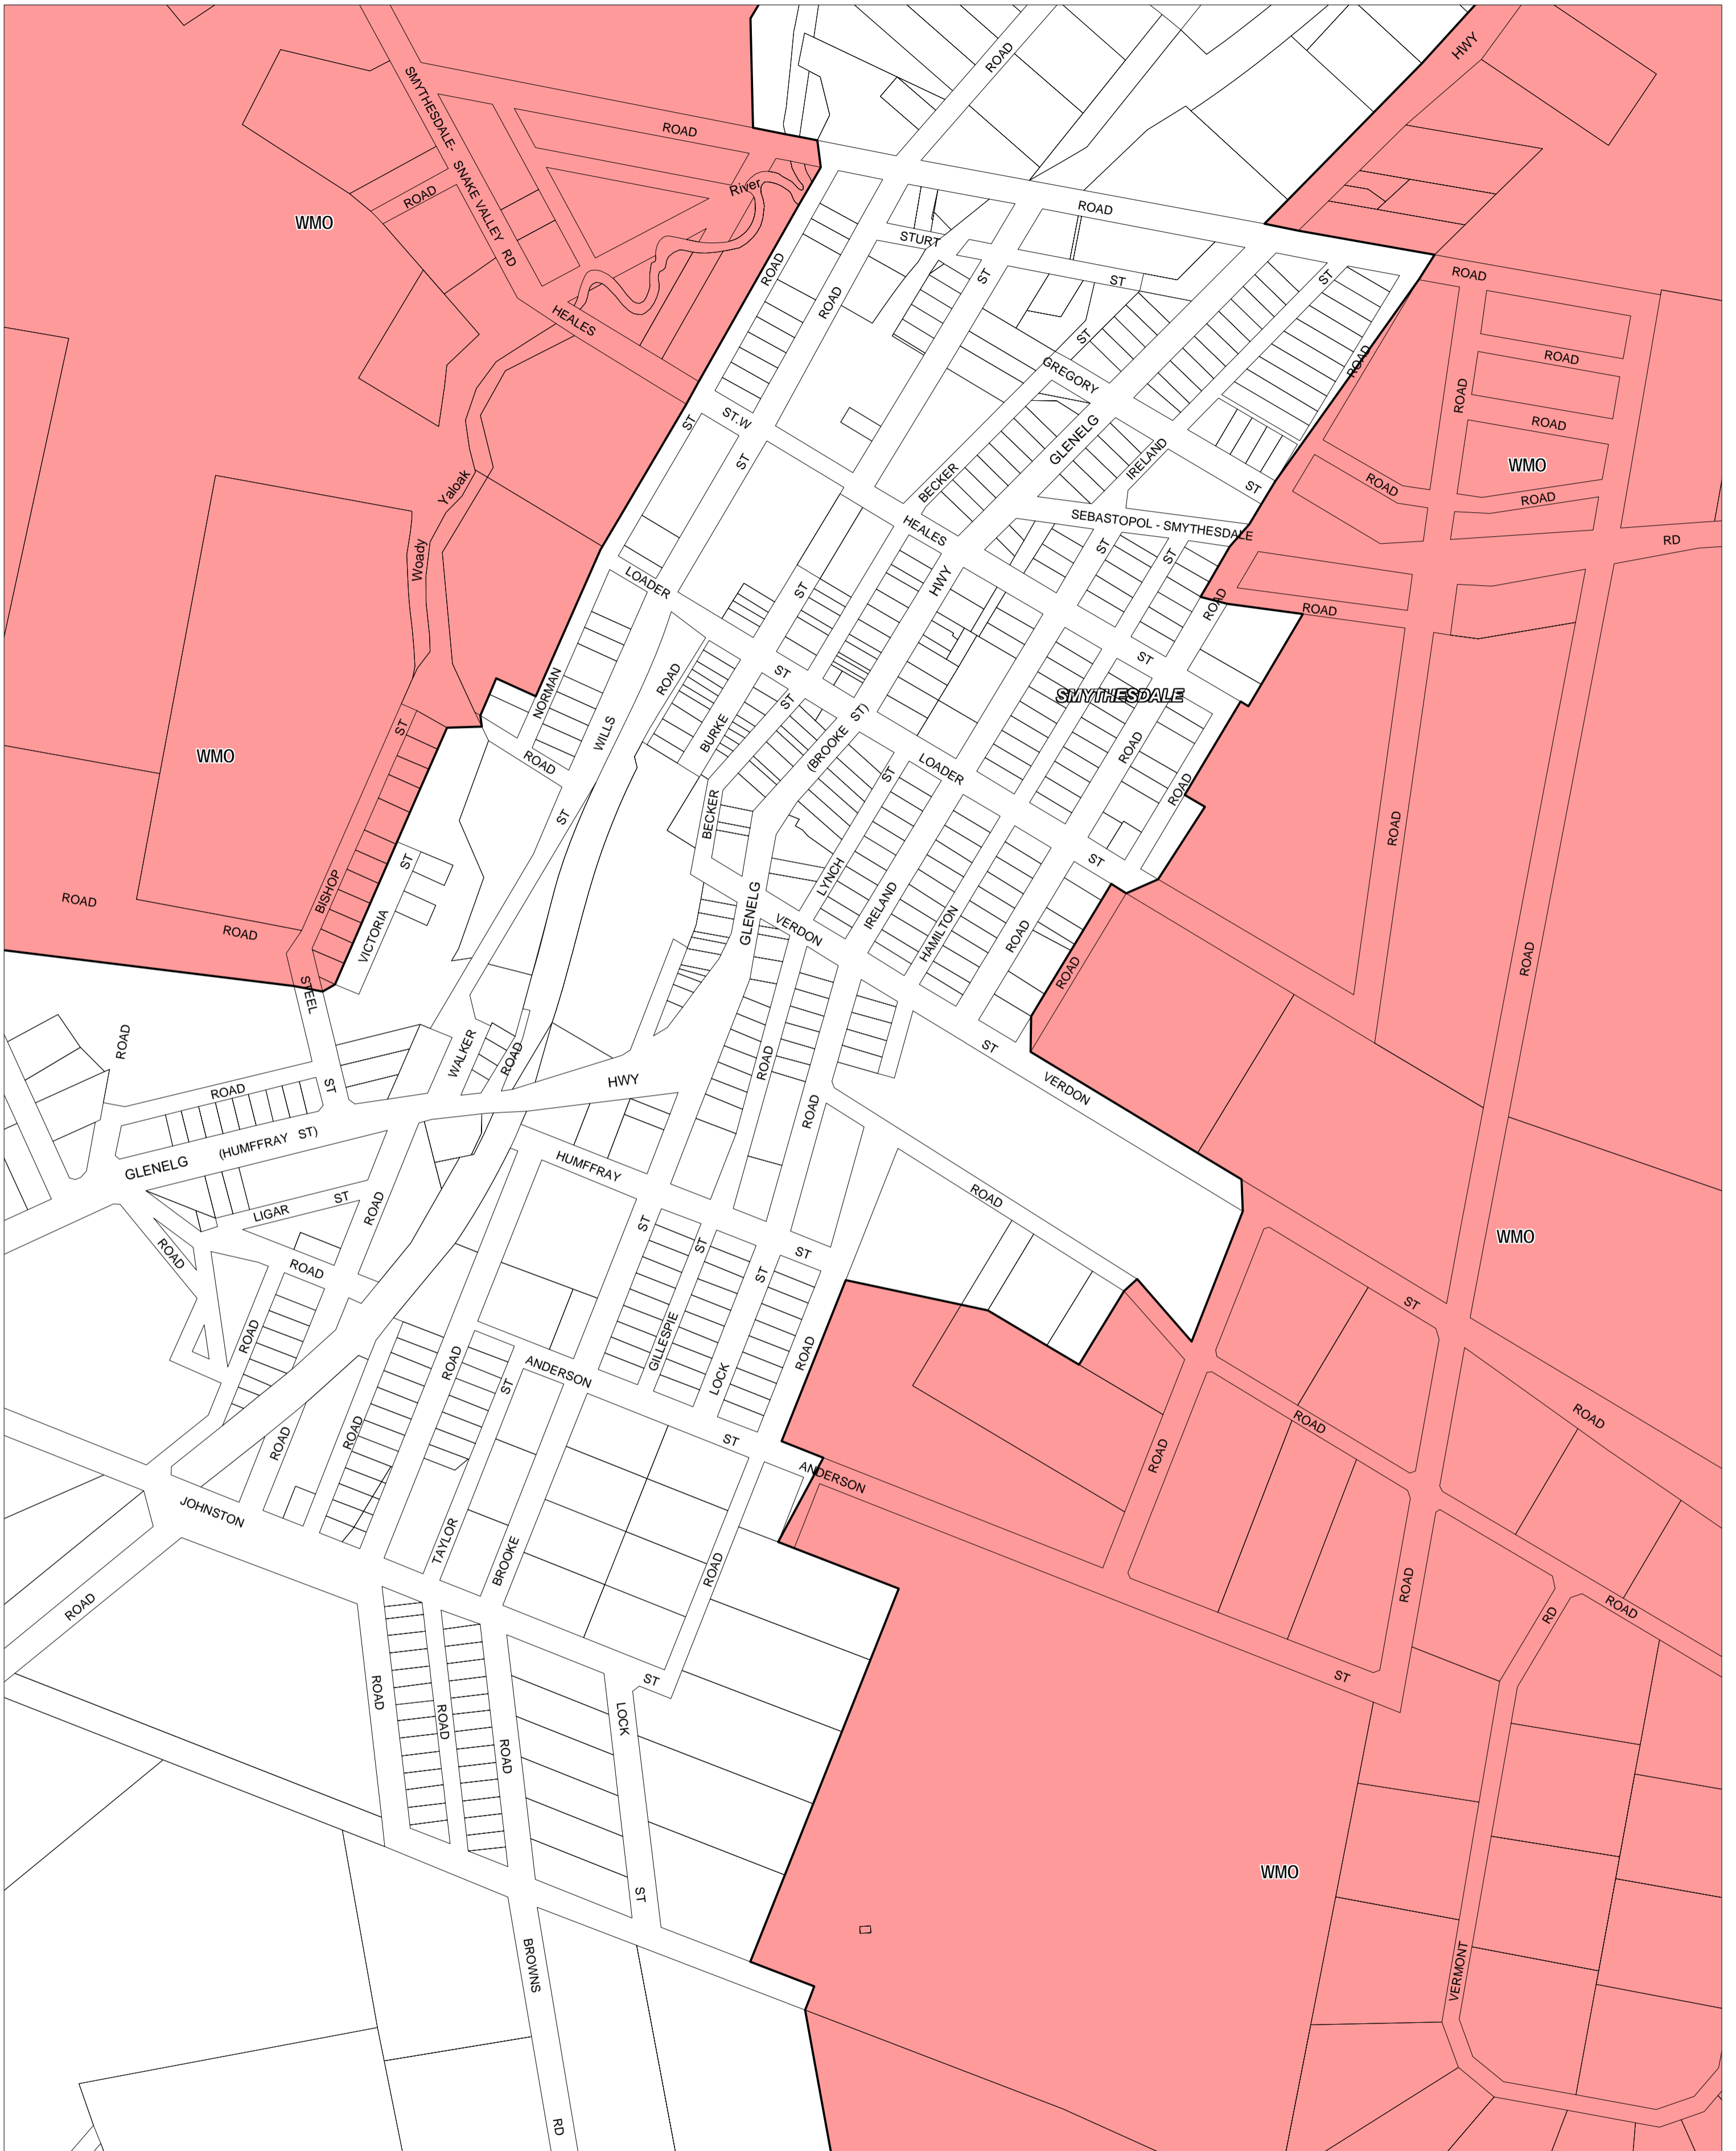 HWY
ROAD
SMYTHESDALE-
SNAKE VALLEY RD
ROAD
ROAD
River
WMO
ROAD
STURT
ROAD
ROAD
ST
ST
ST
ROAD
ROAD
HEALES
ST
GREGORY
ROAD
ROAD
ROAD
ROAD
ST
ST.W
GLENELG
ST
BECKER
IRELAND
ST
WMO
ROAD
ROAD
Yaloak
HEALES
SEBASTOPOL - SMYTHESDALE
RD
Woady
LOADER
ST
HWY
ST
ST
ROAD
ROAD
NORMAN
ROAD
ST
ST
ST
SMYTHESDALE
WILLS
BURKE
(BROOKE ST)
ST
WMO
ROAD
LOADER
ST
ROAD
ROAD
ST
BECKER
ROAD
ST
LYNCH
ST
BISHOP
ROAD
ROAD
VICTORIA
GLENELG
VERDON
IRELAND
HAMILTON
ROAD
ROAD
ROAD
STEEL
ROAD
WALKER
ROAD
ROAD
ST
VERDON
ROAD
ST
HWY
ROAD
GLENELG
(HUMFFRAY ST)
HUMFFRAY
ROAD
LIGAR
ST
ROAD
ST
ROAD
ROAD
ST
ST
ST
WMO
ROAD
GILLESPIE
LOCK
ROAD
ST
ROAD
ANDERSON
ST
ROAD
ROAD
ROAD
ST
ANDERSON
ROAD
ROAD
JOHNSTON
TAYLOR
BROOKE
ROAD
ROAD
ROAD
RD
ROAD
ROAD
ROAD
ROAD
ST
LOCK
ST
ST
WMO
BROWNS
VERMONT
RD